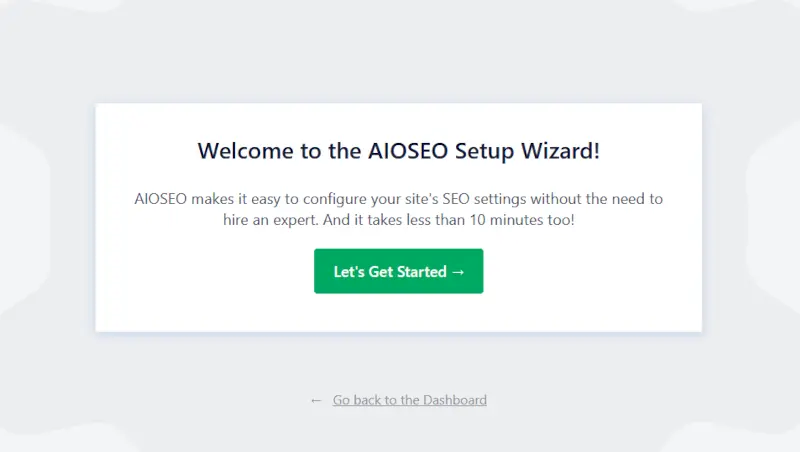 Welcome to the AIOSEO Setup Wizard!
AIOSEO makes it easy to configure your site's SEO settings without the need to
hire an expert. And it takes less than 10 minutes too!
Let's Get Started →
← Go back to the Dashboard